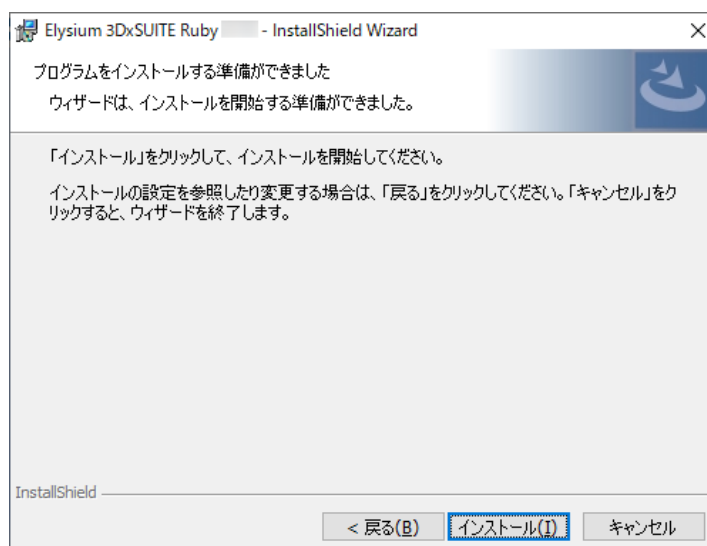 Elysium 3DxSUITE Ruby - InstallShield Wizard
プログラムをインストールする準備ができました
ウィザードは、インストールを開始する準備ができました。
「インストール」をクリックして、インストールを開始してください。
インストールの設定を参照したり変更する場合は、「戻る」をクリックしてください。「キャンセル」をク
リックすると、ウィザードを終了します。
InstallShield
< 戻る(B) インストール(I) キャンセル